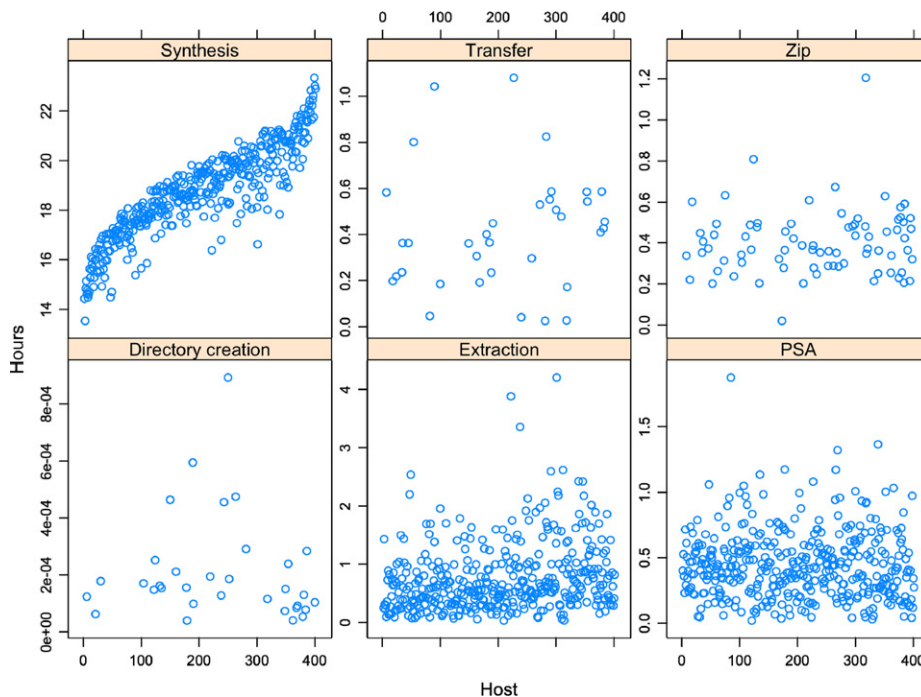 0 100 200 300 400
Synthesis Transfer Zip
14 16 18 20 22
0.0 0.2 0.4 0.6 0.8 1.0
0.0 0.2 0.4 0.6 0.8 1.0 1.2
Hours
Directory creation Extraction PSA
0e+00 2e-04 4e-04 6e-04 8e-04
0 1 2 3 4
0.0 0.5 1.0 1.5
0 100 200 300 400
0 100 200 300 400
Host